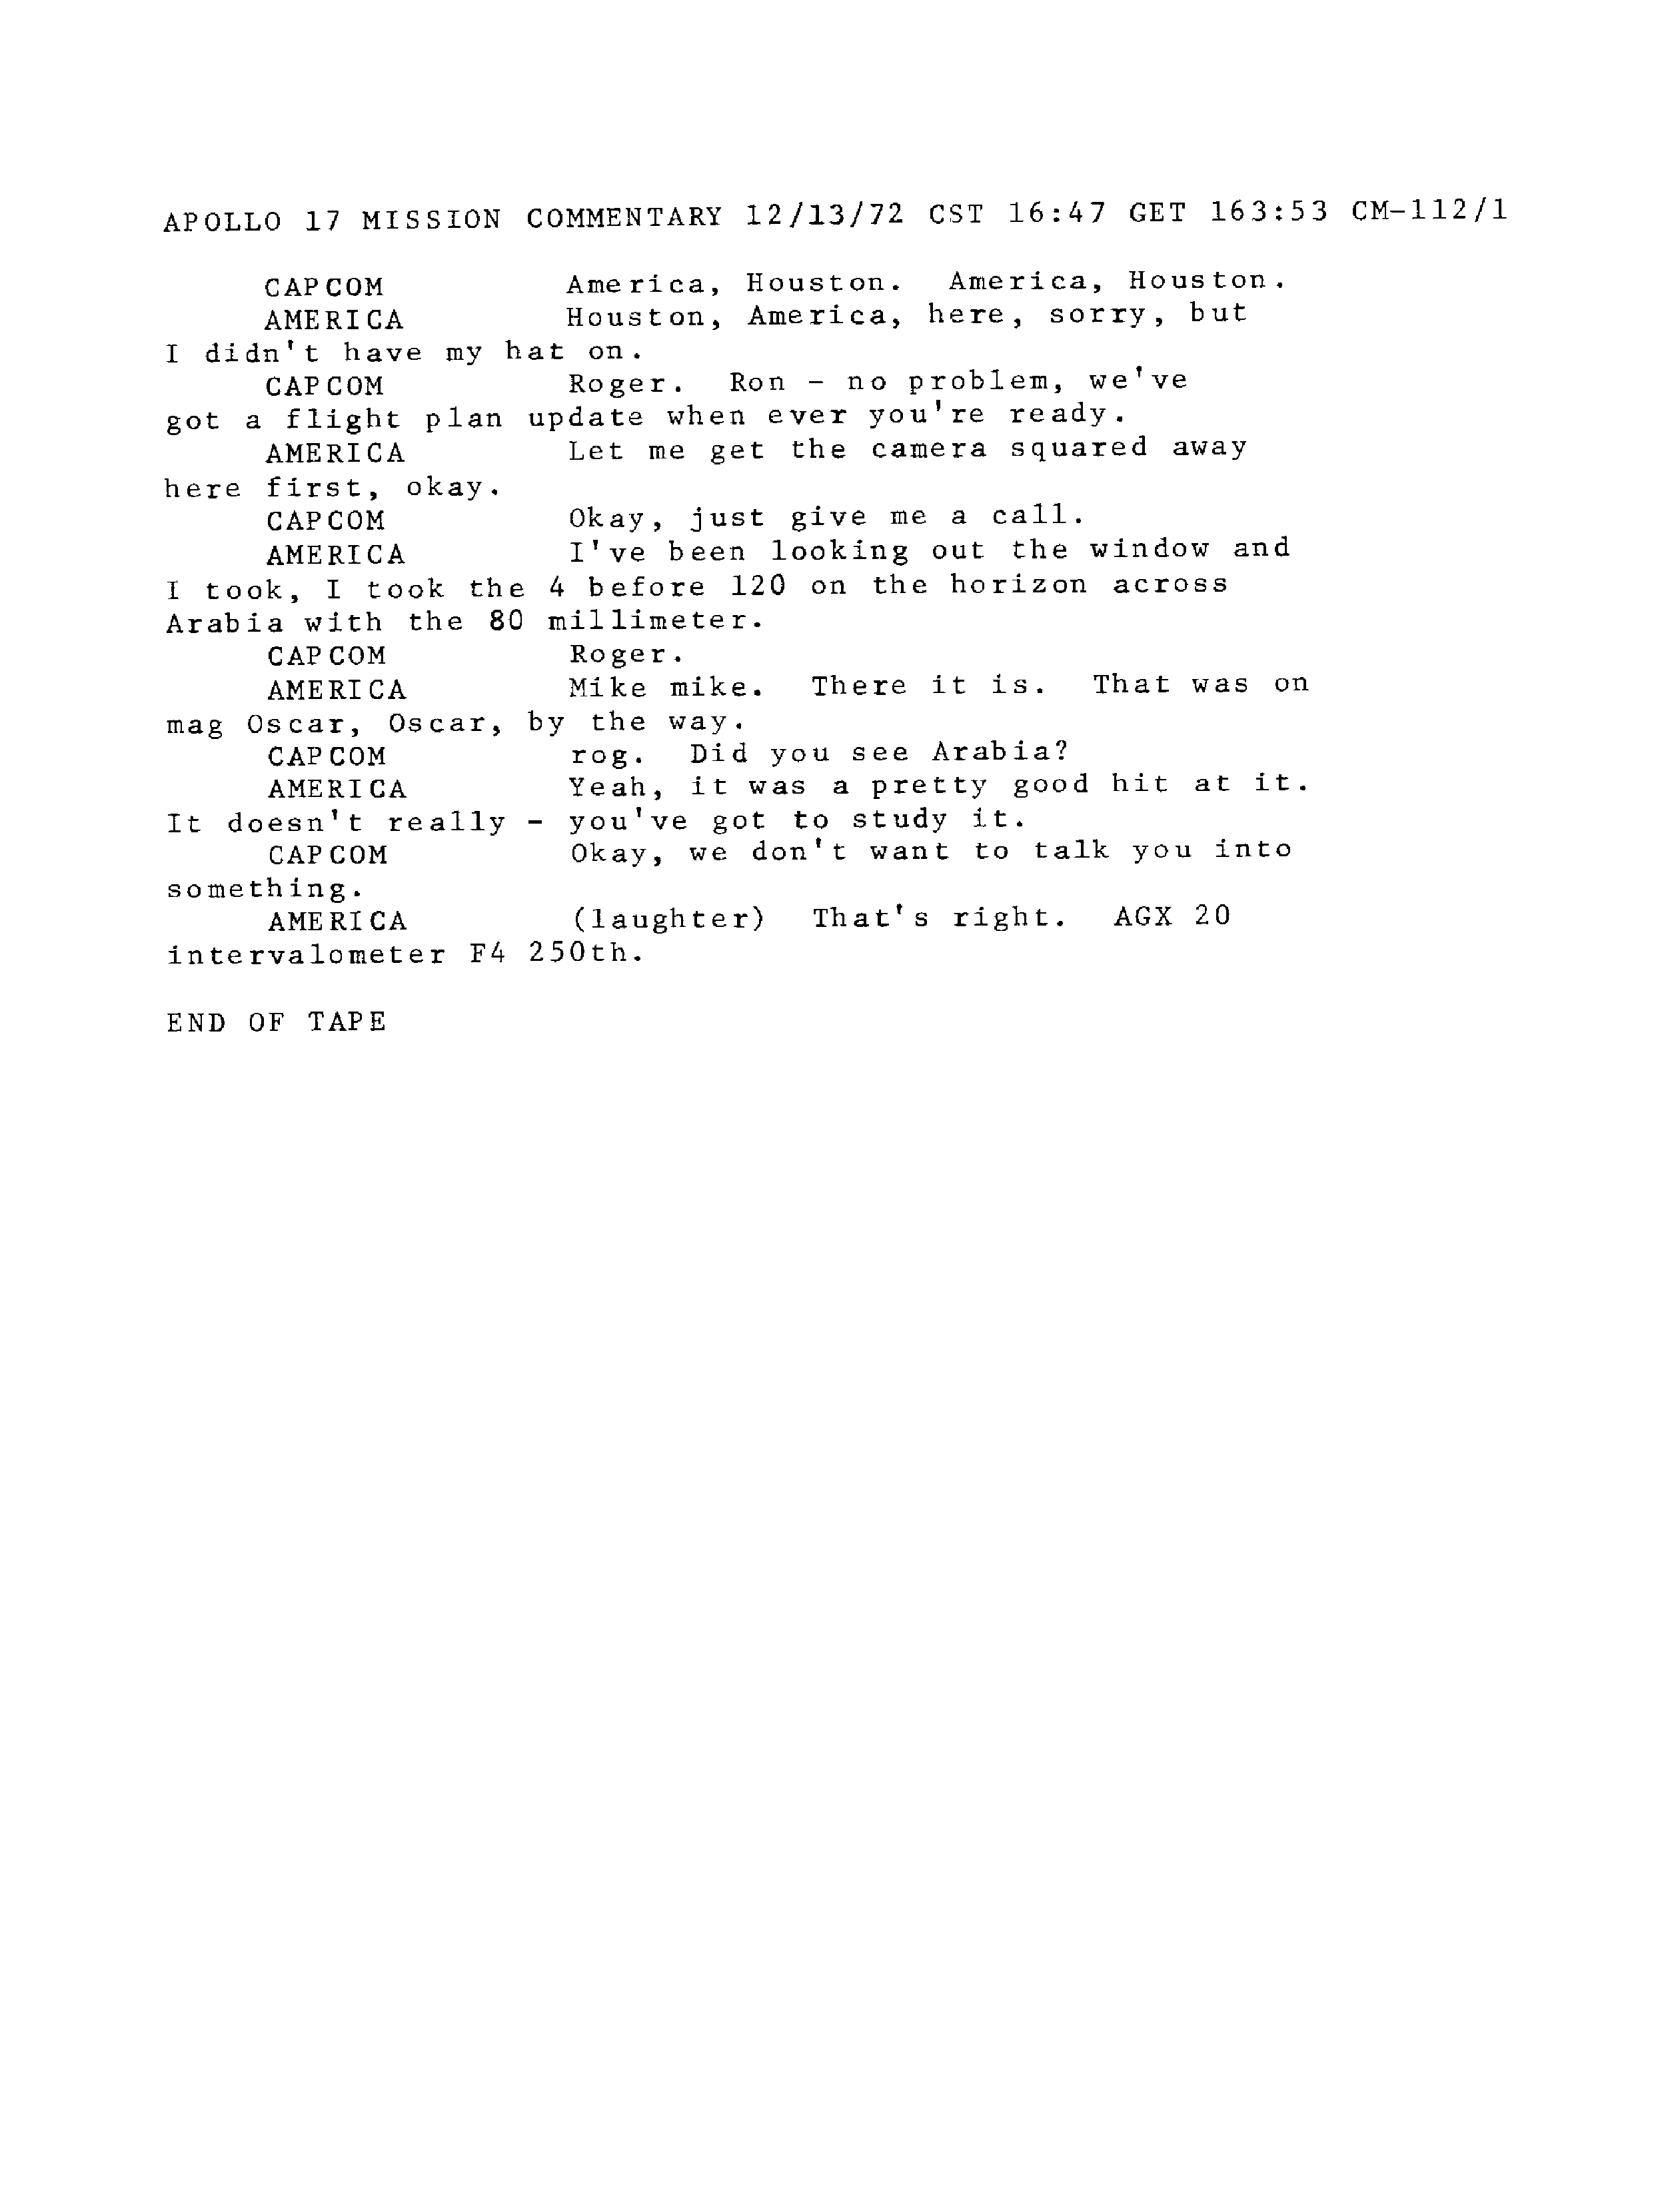 APOLLO 17 MISSION COMMENTARY 12/13/72 CST 16:47 GET 163:53 CM-112/1
CAPCOM America, Houston. America, Houston.
AMERICA Houston, America, here, sorry, but
I didn't have my hat on.
CAPCOM Roger. Ron - no problem, we've
got a flight plan update when ever you're ready.
AMERICA Let me get the camera squared away
here first, okay.
CAPCOM Okay, just give me a call.
AMERICA I've been looking out the window and
I took, I took the 4 before 120 on the horizon across
Arabia with the 80 millimeter.
CAPCOM Roger.
AMERICA Mike mike. There it is. That was on
mag Oscar, Oscar, by the way.
CAPCOM rog. Did you see Arabia?
AMERICA Yeah, it was a pretty good hit at it.
It doesn't really - you've got to study it.
CAPCOM Okay, we don't want to talk you into
something.
AMERICA (laughter) That's right. AGX 20
intervalometer F4 250th.
END OF TAPE